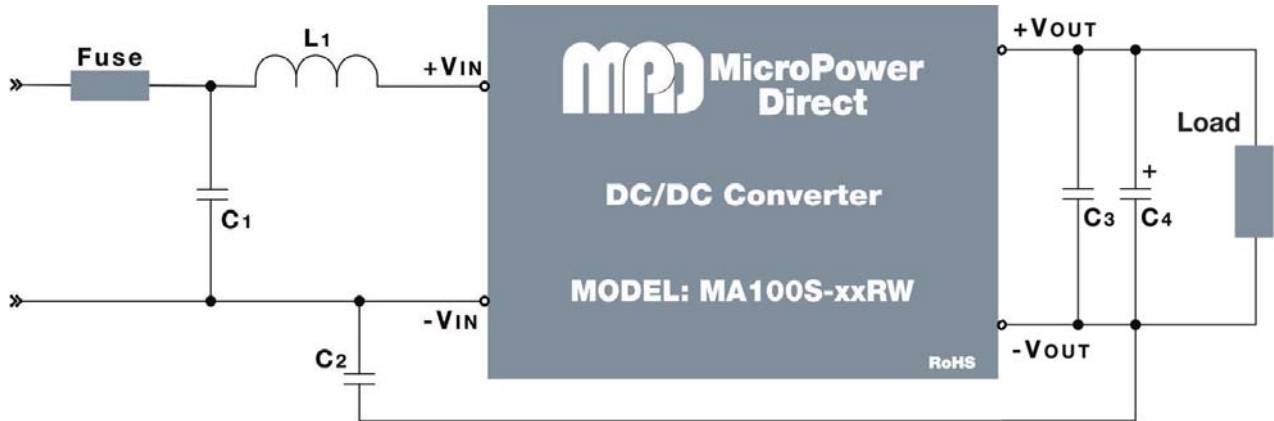 Fuse
L1
+VIN
C1
-VIN
C2
MPD MicroPower
Direct
DC/DC Converter
MODEL: MA100S-xxRW
RoHS
+VOUT
C3
+
C4
Load
-VOUT